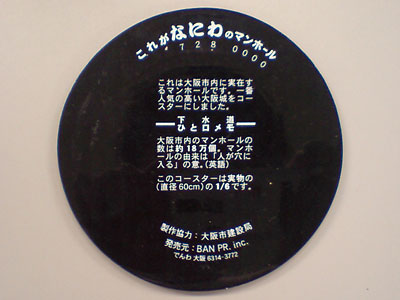 これがなにわのマンホール
・728・0000
これは大阪市内に実在す
るマンホールです。一番
人気の高い大阪城をコー
スターにしました。
下水道
ひと口メモ
大阪市内のマンホールの
数は約18万個。マンホ
ールの由来は「人が穴に
入る」の意。(英語)
このコースターは実物の
(直径60cm)の1/6です。
製作協力:大阪市建設局
発売元:BAN PR. inc.
でんわ 大阪 6314-3772